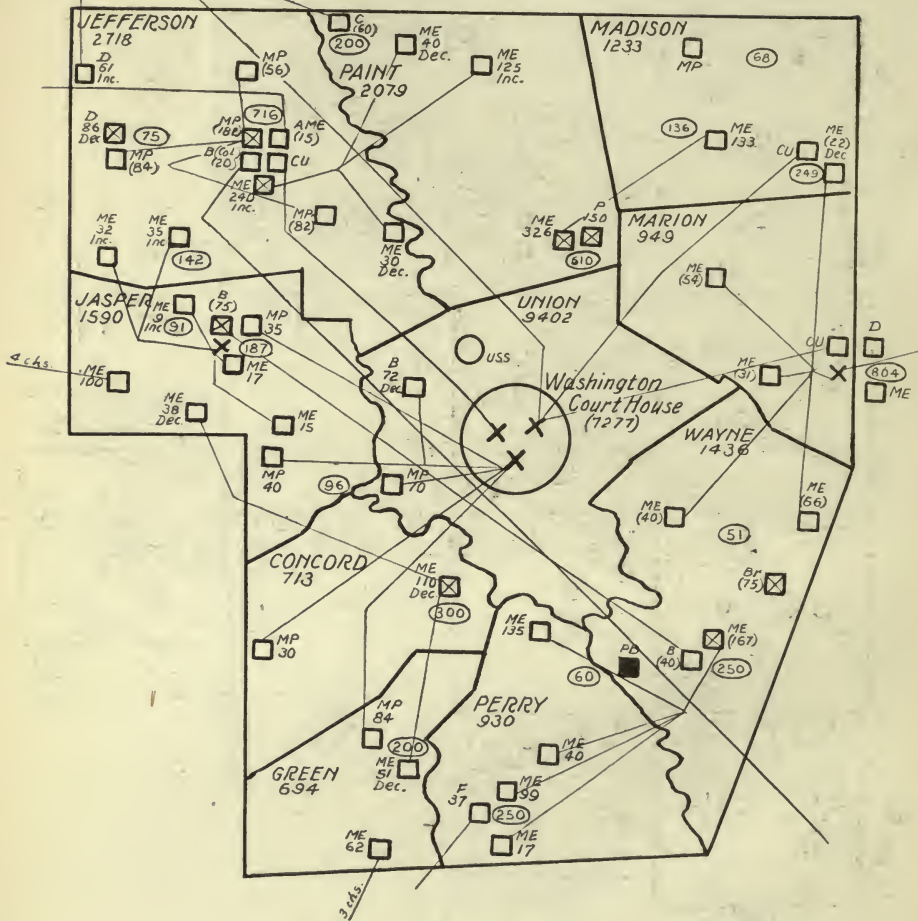 JEFFERSON
2718
D
61
Inc.
MP
(56)
C
(60)
200
ME
40
Dec.
PAINT
2079
ME
125
Inc.
MADISON
1233
MP
68
D
86
Dec
75
MP
(84)
716
MP
(182)
AME
(15)
B(Col.
(20)
CU
ME
240
Inc.
MP
(82)
ME
30
Dec.
136
ME
133
CU
ME
(22)
Dec
249
ME
326
P
150
610
MARION
949
ME
(54)
ME
32
Inc.
ME
35
Inc
142
JASPER
1590
ME
9
Inc
91
B
(75)
MP
35
187
ME
17
UNION
9402
USS
CU
D
804
ME
ME
(31)
4 chs.
ME
100
ME
38
Dec.
ME
15
B
72
Dec
Washington
Court House
(7277)
WAYNE
1436
MP
40
96
MP
70
ME
(40)
51
ME
(66)
CONCORD
713
ME
110
Dec.
300
Br
(75)
MP
30
ME
135
PB
60
B
(40)
ME
(167)
250
MP
84
200
PERRY
930
GREEN
694
ME
51
Dec.
ME
40
F
37
ME
99
250
ME
62
ME
17
3 chs.